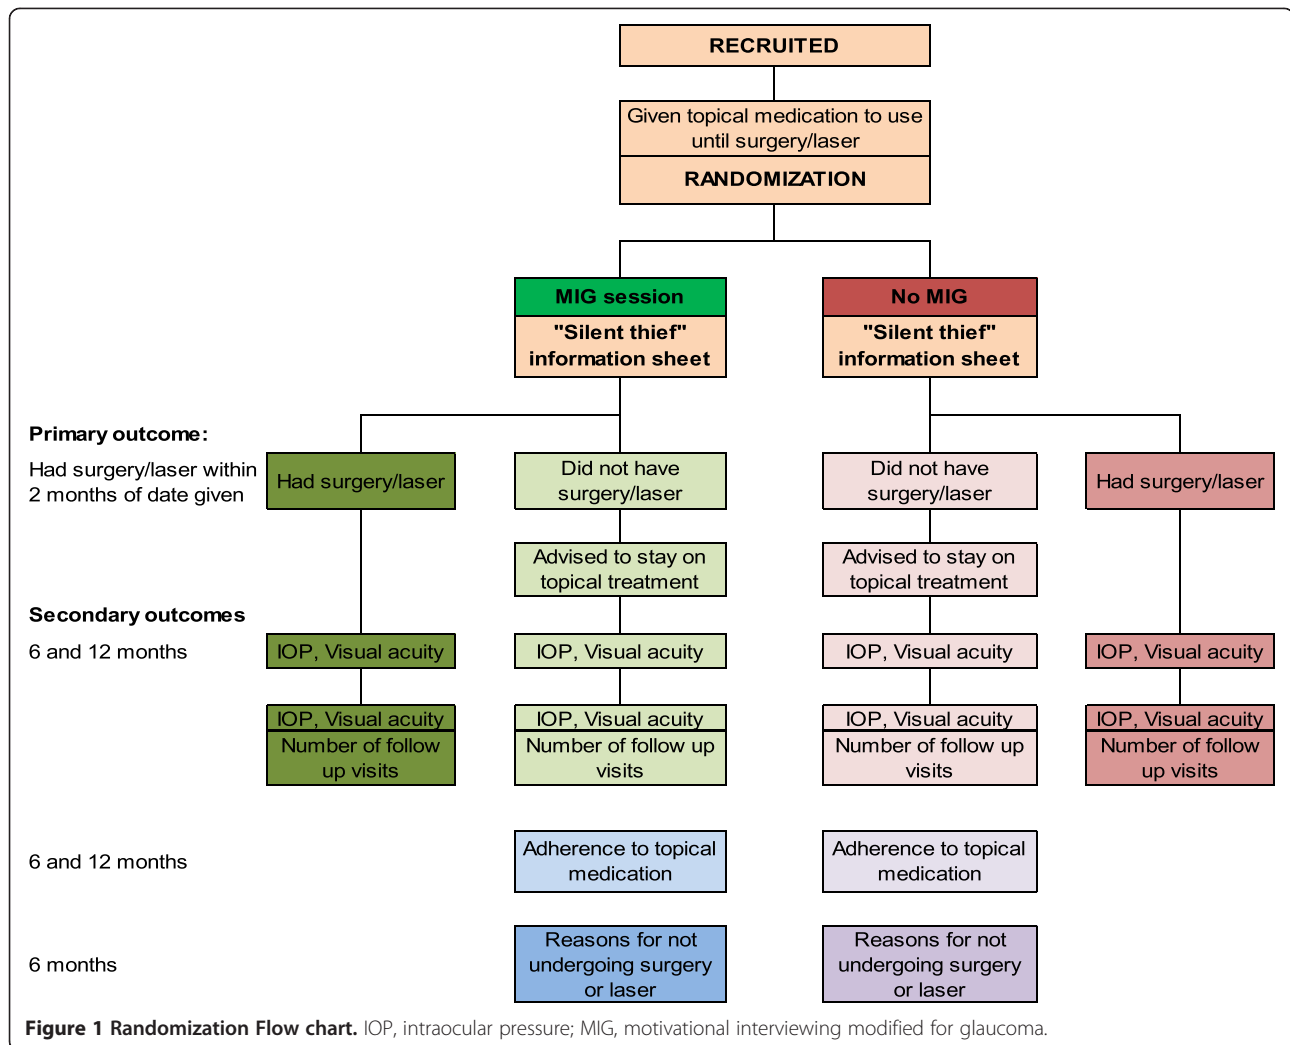 RECRUITED
Given topical medication to use
until surgery/laser
RANDOMIZATION
MIG session
No MIG
"Silent thief"
information sheet
"Silent thief"
information sheet
Primary outcome:
Had surgery/laser within
2 months of date given
Had surgery/laser
Did not have
surgery/laser
Did not have
surgery/laser
Had surgery/laser
Advised to stay on
topical treatment
Advised to stay on
topical treatment
Secondary outcomes
6 and 12 months
IOP, Visual acuity
IOP, Visual acuity
IOP, Visual acuity
IOP, Visual acuity
IOP, Visual acuity
Number of follow
up visits
IOP, Visual acuity
Number of follow up
visits
IOP, Visual acuity
Number of follow up
visits
IOP, Visual acuity
Number of follow
up visits
6 and 12 months
Adherence to topical
medication
Adherence to topical
medication
6 months
Reasons for not
undergoing surgery
or laser
Reasons for not
undergoing surgery
or laser
Figure 1 Randomization Flow chart. IOP, intraocular pressure; MIG, motivational interviewing modified for glaucoma.